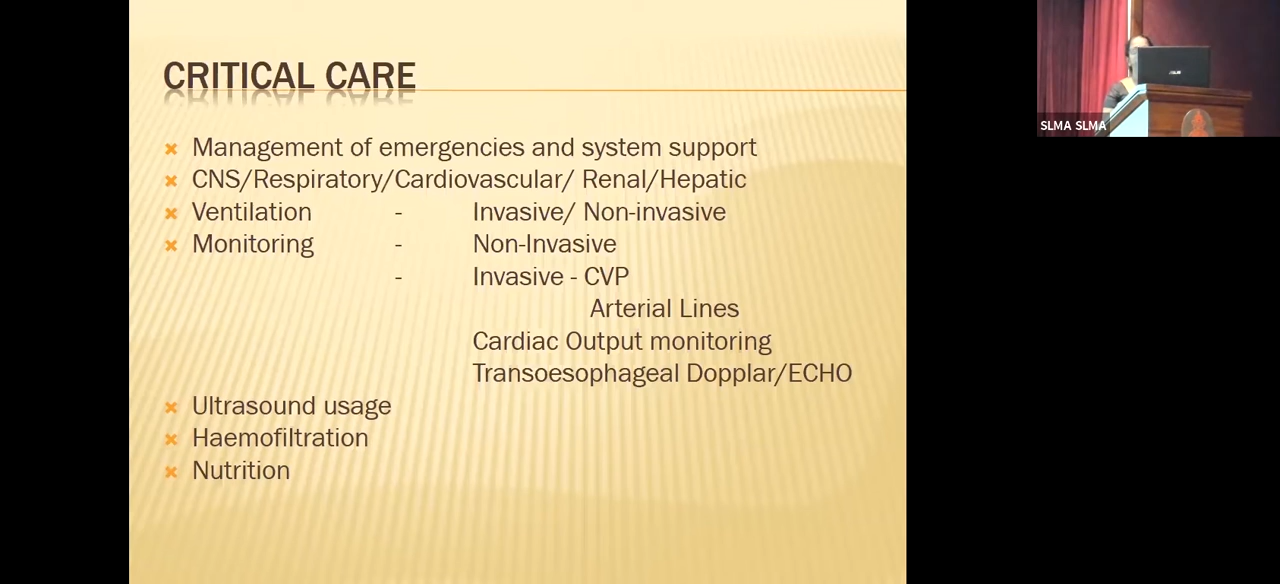 CRITICAL CARE
Management of emergencies and system support
CNS/Respiratory/Cardiovascular/ Renal/Hepatic
Ventilation - Invasive/ Non-invasive
Monitoring - Non-Invasive
- Invasive - CVP
Arterial Lines
Cardiac Output monitoring
Transoesophageal Dopplar/ECHO
Ultrasound usage
Haemofiltration
Nutrition
SLMA SLMA
ASUS